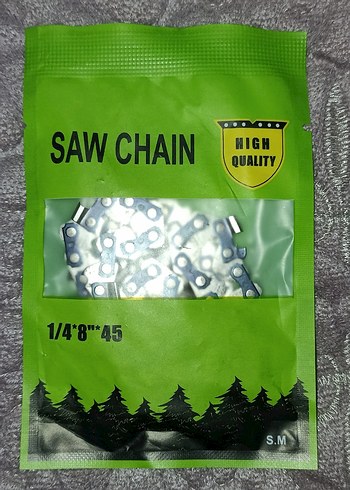 SAW CHAIN
HIGH
QUALITY
1/4*8"*45
S.M